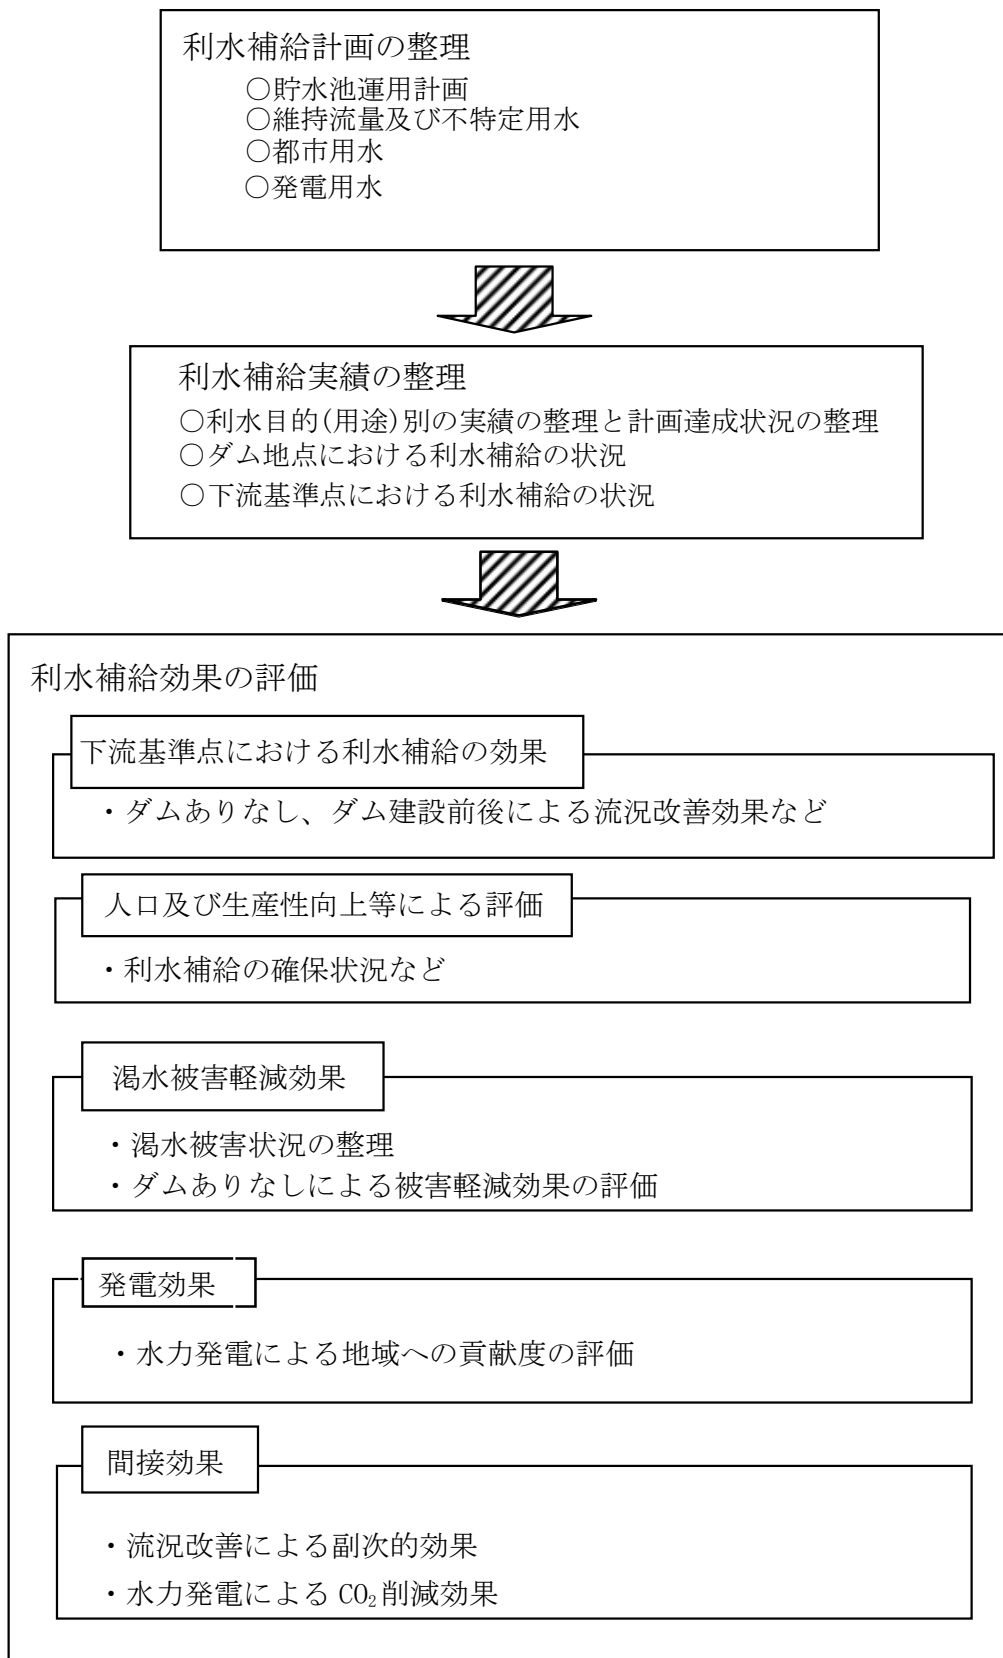 利水補給計画の整理
○貯水池運用計画
○維持流量及び不特定用水
○都市用水
○発電用水
利水補給実績の整理
○利水目的(用途)別の実績の整理と計画達成状況の整理
○ダム地点における利水補給の状況
○下流基準点における利水補給の状況
利水補給効果の評価
下流基準点における利水補給の効果
・ダムありなし、ダム建設前後による流況改善効果など
人口及び生産性向上等による評価
・利水補給の確保状況など
渇水被害軽減効果
・渇水被害状況の整理
・ダムありなしによる被害軽減効果の評価
発電効果
・水力発電による地域への貢献度の評価
間接効果
・流況改善による副次的効果
・水力発電による CO₂削減効果